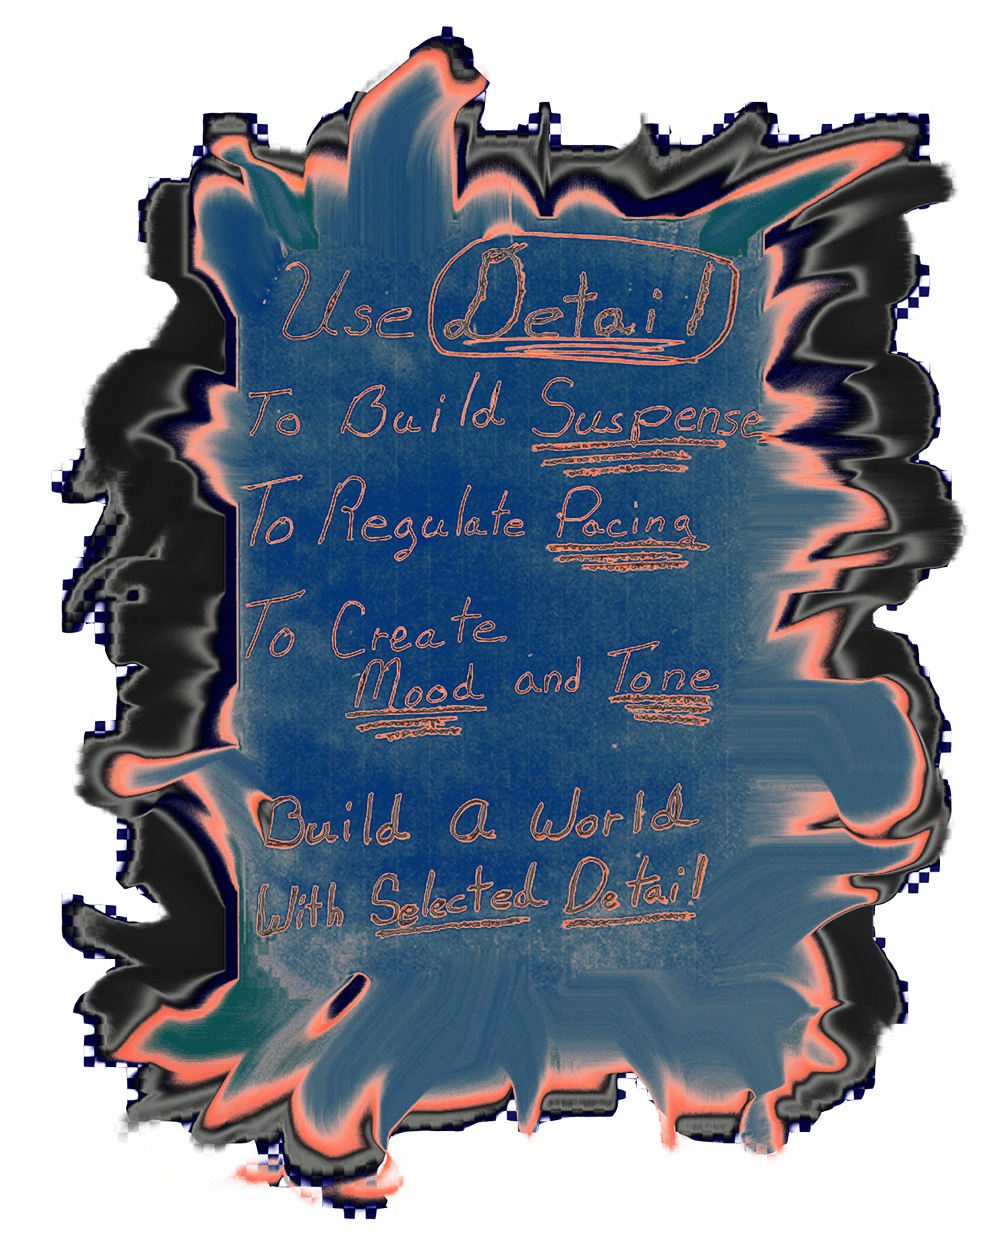 Use Detail
To Build Suspense
To Regulate Pacing
To Create
Mood and Tone
Build A World
With Selected Detail